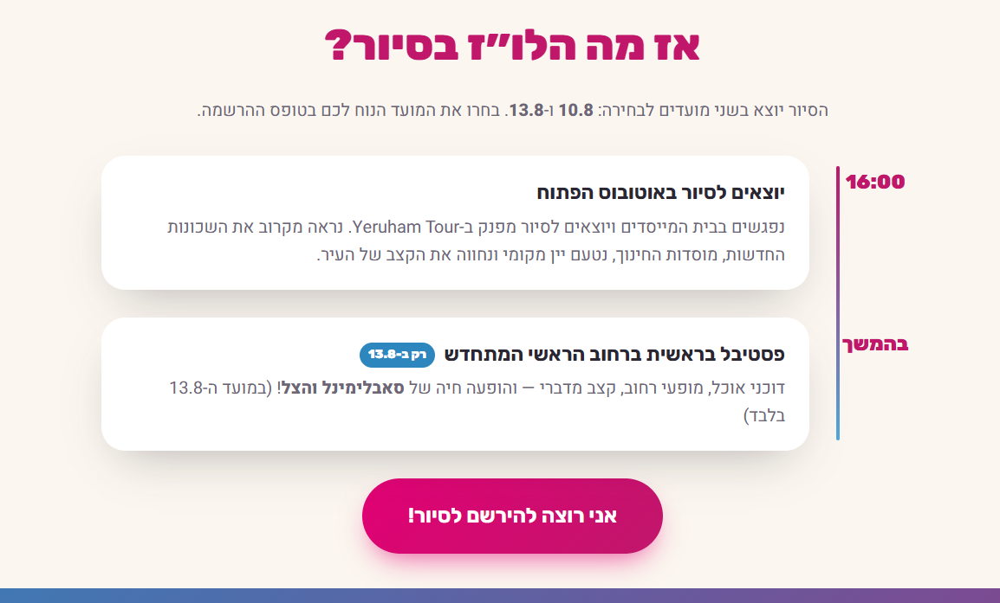 אז מה הלו״ז בסיור?
הסיור יוצא בשני מועדים לבחירה: 10.8 ו-13.8. בחרו את המועד הנוח לכם בטופס ההרשמה.
16:00
יוצאים לסיור באוטובוס הפתוח
נפגשים בבית המייסדים ויוצאים לסיור מפנק ב-Yeruham Tour. נראה מקרוב את השכונות
החדשות, מוסדות החינוך, נטעם יין מקומי ונחווה את הקצב של העיר.
בהמשך
פסטיבל בראשית ברחוב הראשי המתחדש רק ב-13.8
דוכני אוכל, מופעי רחוב, קצב מדברי – והופעה חיה של סאבלימינל והצל! (במועד ה-13.8
בלבד)
אני רוצה להירשם לסיור!